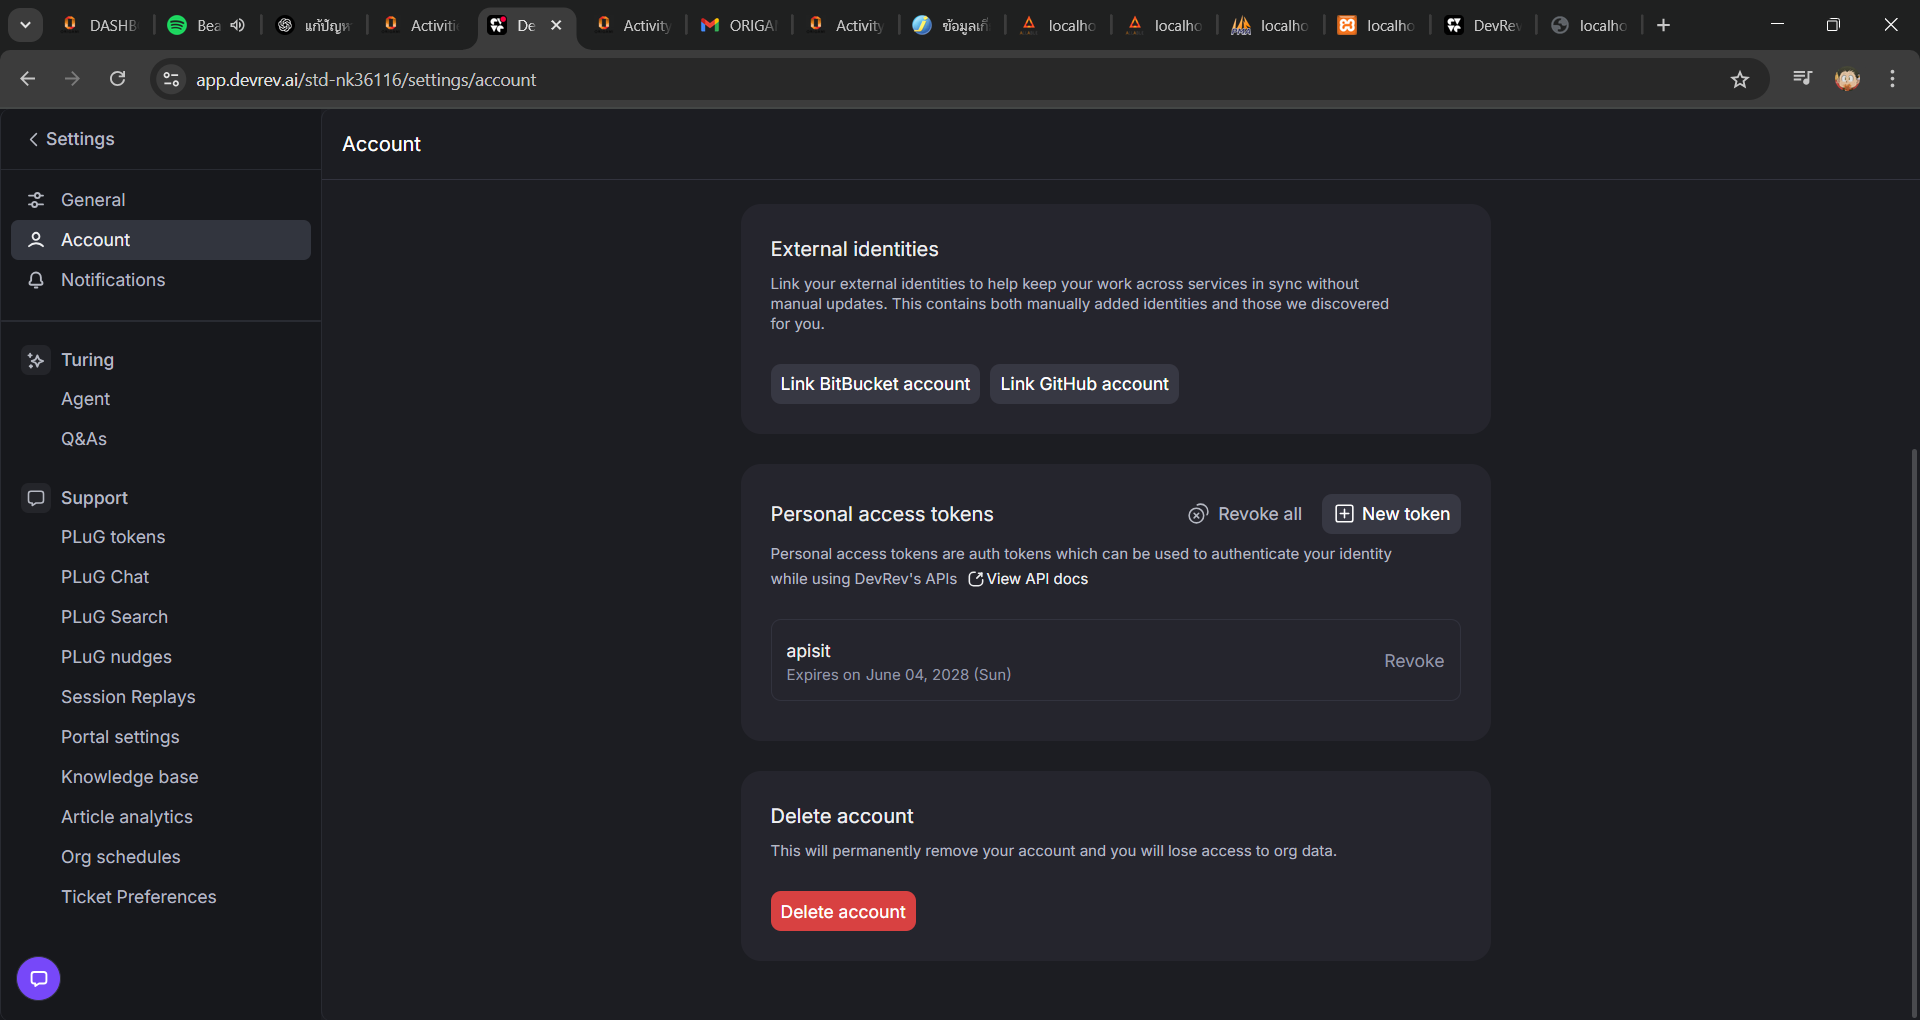 DASHB
Bea
แก้ปัญห
Activiti
De
Activity
ORIGA
Activity
ข้อมูลเกี่
localho
localho
localho
localho
DevRev
localho
app.devrev.ai/std-nk36116/settings/account
Settings
General
Account
Notifications
Turing
Agent
Q&As
Support
PLuG tokens
PLuG Chat
PLuG Search
PLuG nudges
Session Replays
Portal settings
Knowledge base
Article analytics
Org schedules
Ticket Preferences
Account
External identities
Link your external identities to help keep your work across services in sync without
manual updates. This contains both manually added identities and those we discovered
for you.
Link BitBucket account
Link GitHub account
Personal access tokens
Revoke all
New token
Personal access tokens are auth tokens which can be used to authenticate your identity
while using DevRev's APIs View API docs
apisit
Expires on June 04, 2028 (Sun)
Revoke
Delete account
This will permanently remove your account and you will lose access to org data.
Delete account